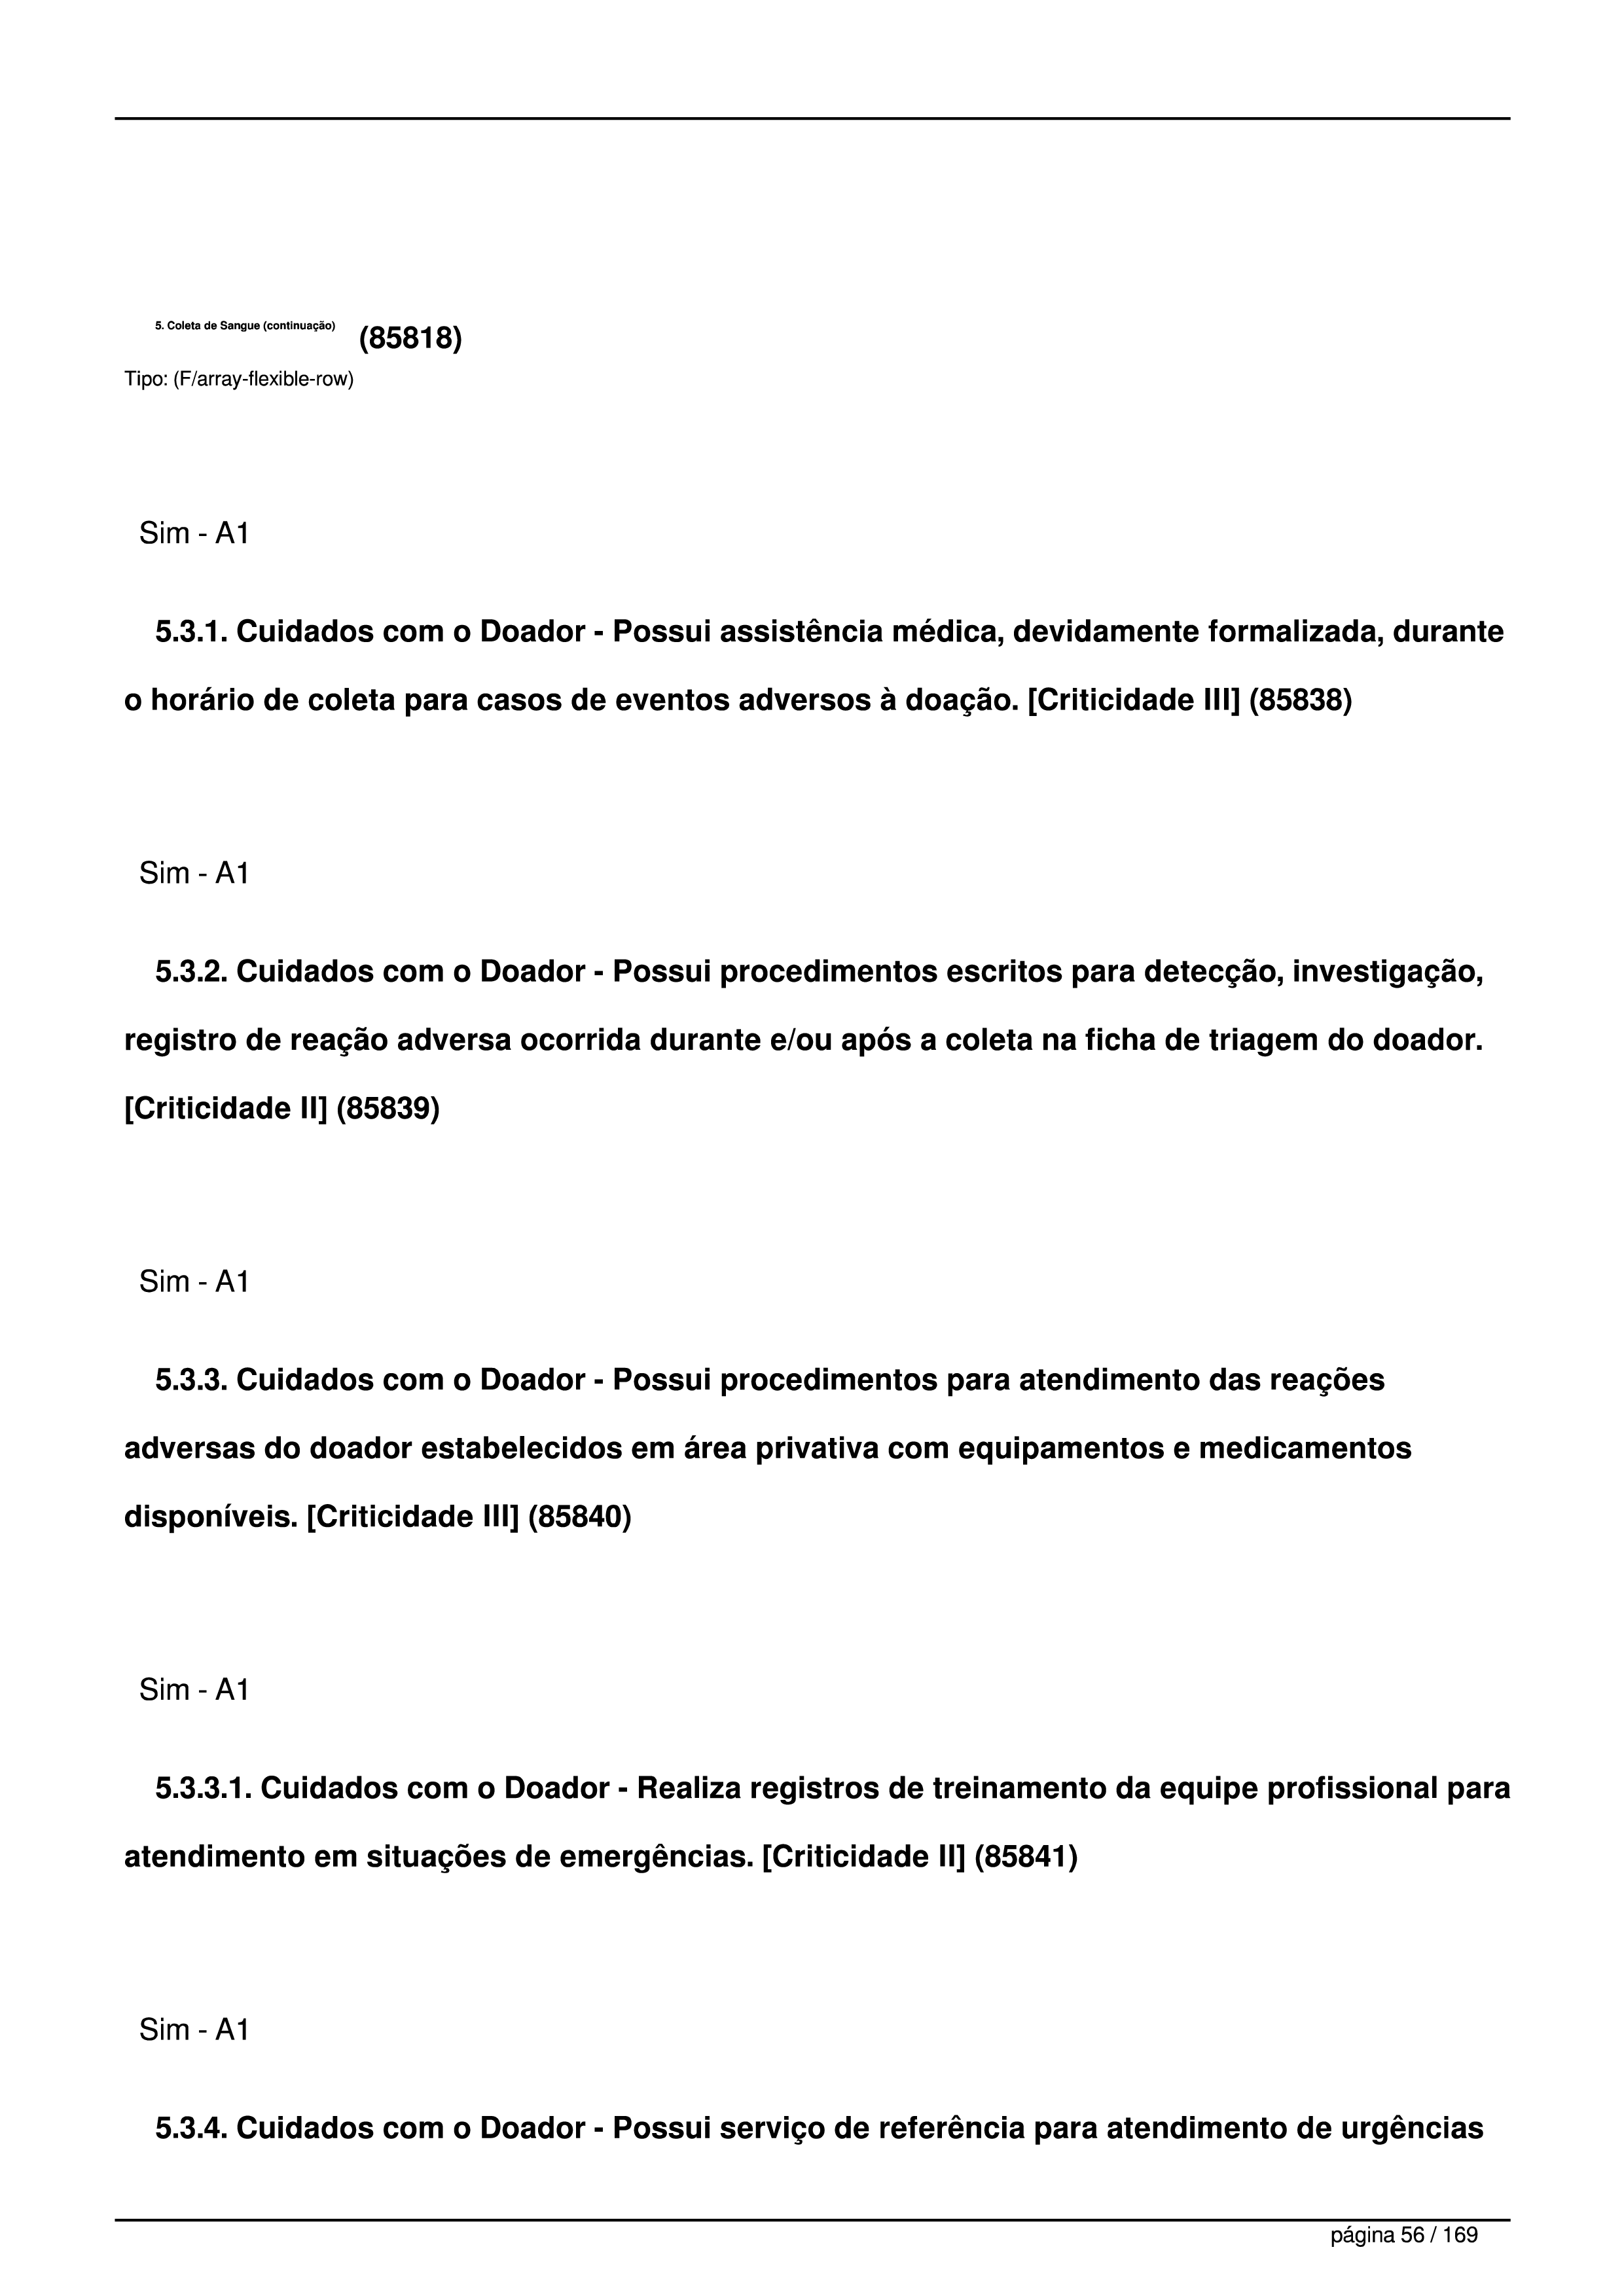 5. Coleta de Sangue (continuação) (85818)
Tipo: (F/array-flexible-row)
Sim - A1
5.3.1. Cuidados com o Doador - Possui assistência médica, devidamente formalizada, durante
o horário de coleta para casos de eventos adversos à doação. [Criticidade III] (85838)
Sim - A1
5.3.2. Cuidados com o Doador - Possui procedimentos escritos para detecção, investigação,
registro de reação adversa ocorrida durante e/ou após a coleta na ficha de triagem do doador.
[Criticidade II] (85839)
Sim - A1
5.3.3. Cuidados com o Doador - Possui procedimentos para atendimento das reações
adversas do doador estabelecidos em área privativa com equipamentos e medicamentos
disponíveis. [Criticidade III] (85840)
Sim - A1
5.3.3.1. Cuidados com o Doador - Realiza registros de treinamento da equipe profissional para
atendimento em situações de emergências. [Criticidade II] (85841)
Sim - A1
5.3.4. Cuidados com o Doador - Possui serviço de referência para atendimento de urgências
página 56 / 169